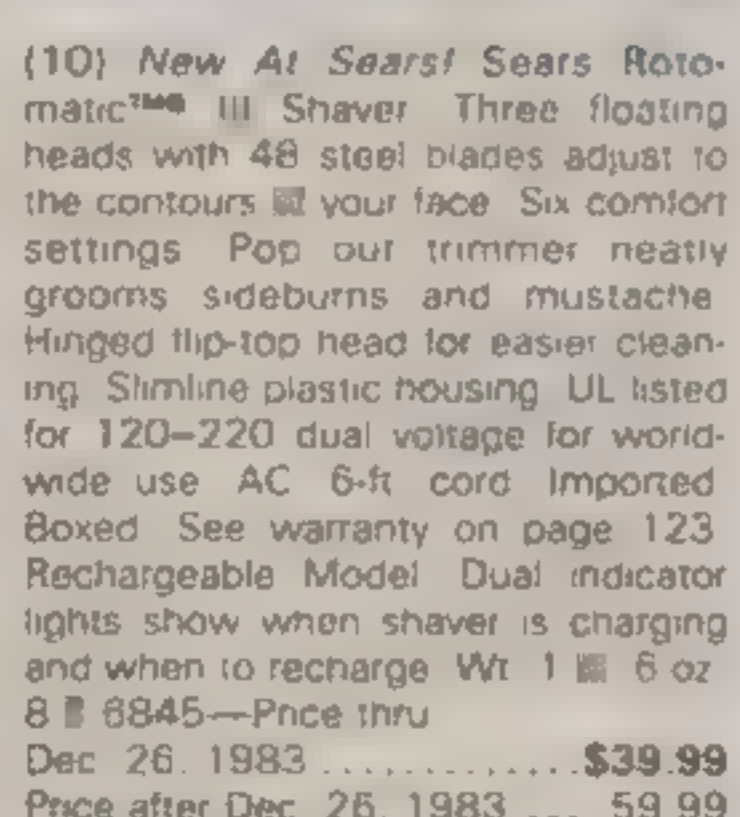 (10) New At Sears! Sears Roto-
matic III Shaver Three floating
heads with 48 steel blades adjust to
the contours your face Six comfort
settings Pop out trimmer neatly
grooms sideburns and mustache
Hinged flip-top head for easier clean-
ing Slimline plastic housing UL listed
for 120–220 dual voltage for world-
wide use AC 6-ft cord Imported
Boxed See warranty on page 123
Rechargeable Model Dual indicator
lights show when shaver is charging
and when to recharge Wt 1 6 oz
8 6845—Price thru
Dec 26. 1983 ..............$39.99
Price after Dec 26. 1983 ... 59.99